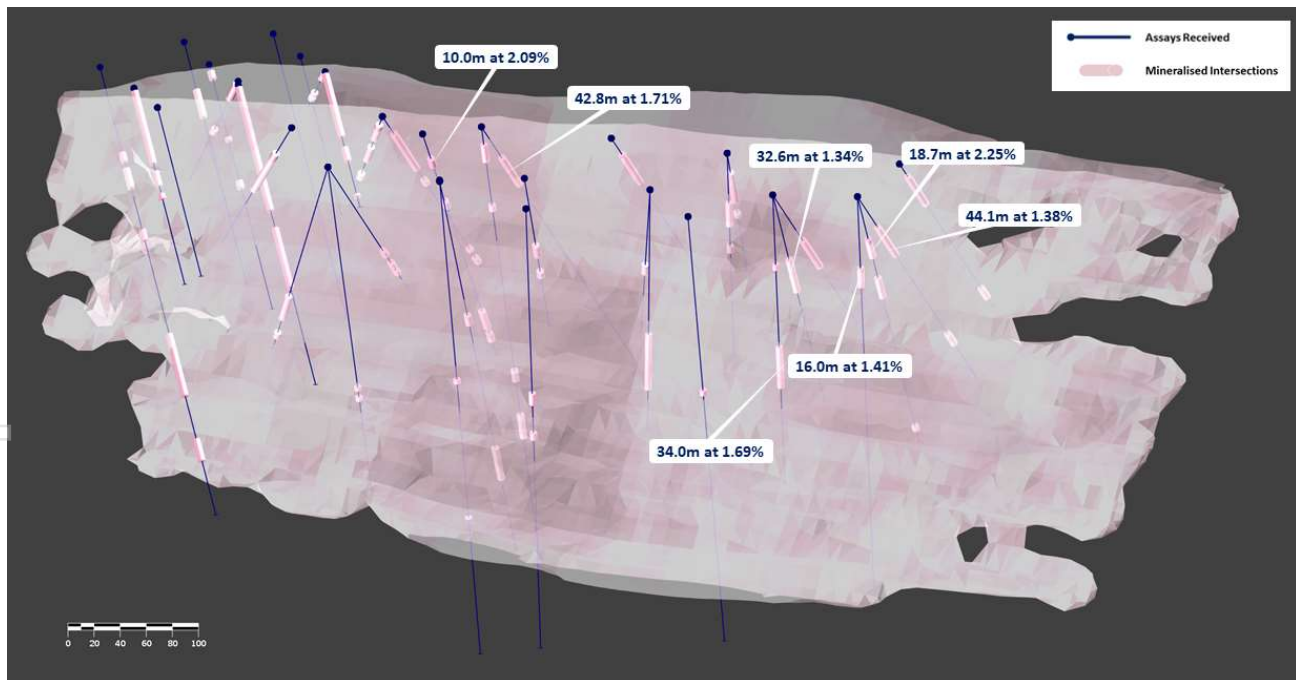 Assays Received
Mineralised Intersections
10.0m at 2.09%
42.8m at 1.71%
32.6m at 1.34%
18.7m at 2.25%
44.1m at 1.38%
16.0m at 1.41%
34.0m at 1.69%
0 20 40 60 80 100